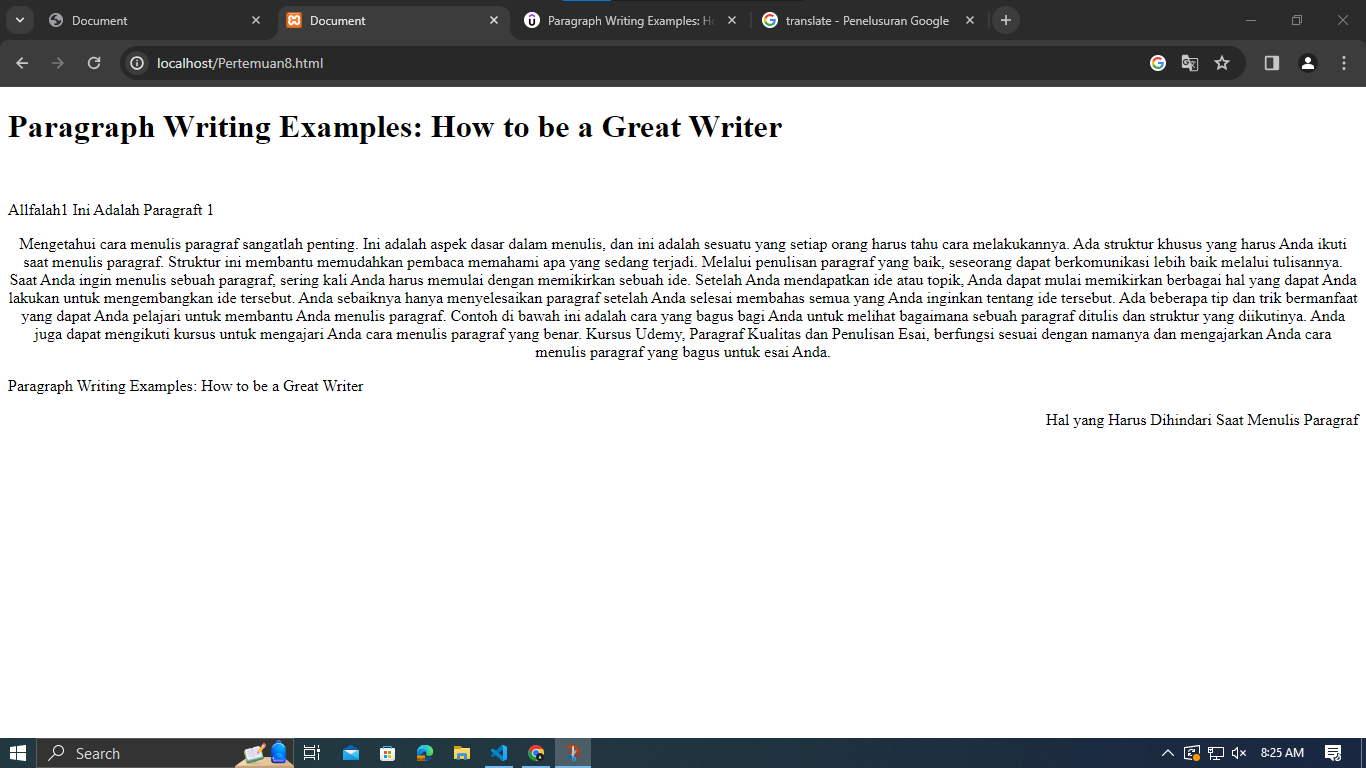 Document
Document
Paragraph Writing Examples: Ho
translate - Penelusuran Google
localhost/Pertemuan8.html
Paragraph Writing Examples: How to be a Great Writer
Allfalah1 Ini Adalah Paragraft 1
Mengetahui cara menulis paragraf sangatlah penting. Ini adalah aspek dasar dalam menulis, dan ini adalah sesuatu yang setiap orang harus tahu cara melakukannya. Ada struktur khusus yang harus Anda ikuti
saat menulis paragraf. Struktur ini membantu memudahkan pembaca memahami apa yang sedang terjadi. Melalui penulisan paragraf yang baik, seseorang dapat berkomunikasi lebih baik melalui tulisannya.
Saat Anda ingin menulis sebuah paragraf, sering kali Anda harus memulai dengan memikirkan sebuah ide. Setelah Anda mendapatkan ide atau topik, Anda dapat mulai memikirkan berbagai hal yang dapat Anda
lakukan untuk mengembangkan ide tersebut. Anda sebaiknya hanya menyelesaikan paragraf setelah Anda selesai membahas semua yang Anda inginkan tentang ide tersebut. Ada beberapa tip dan trik bermanfaat
yang dapat Anda pelajari untuk membantu Anda menulis paragraf. Contoh di bawah ini adalah cara yang bagus bagi Anda untuk melihat bagaimana sebuah paragraf ditulis dan struktur yang diikutinya. Anda
juga dapat mengikuti kursus untuk mengajari Anda cara menulis paragraf yang benar. Kursus Udemy, Paragraf Kualitas dan Penulisan Esai, berfungsi sesuai dengan namanya dan mengajarkan Anda cara
menulis paragraf yang bagus untuk esai Anda.
Paragraph Writing Examples: How to be a Great Writer
Hal yang Harus Dihindari Saat Menulis Paragraf
Search
8:25 AM